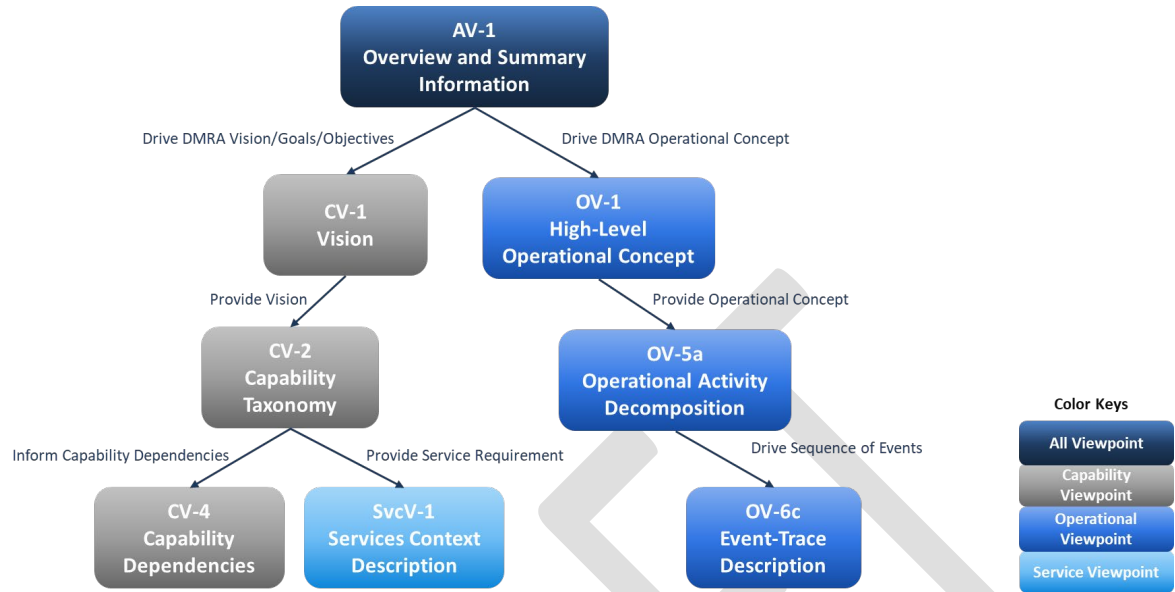 AV-1
Overview and Summary
Information
Drive DMRA Vision/Goals/Objectives
Drive DMRA Operational Concept
CV-1
Vision
OV-1
High-Level
Operational Concept
Provide Vision
Provide Operational Concept
CV-2
Capability
Taxonomy
OV-5a
Operational Activity
Decomposition
Inform Capability Dependencies
Provide Service Requirement
Drive Sequence of Events
CV-4
Capability
Dependencies
SvcV-1
Services Context
Description
OV-6c
Event-Trace
Description
Color Keys
All Viewpoint
Capability
Viewpoint
Operational
Viewpoint
Service Viewpoint